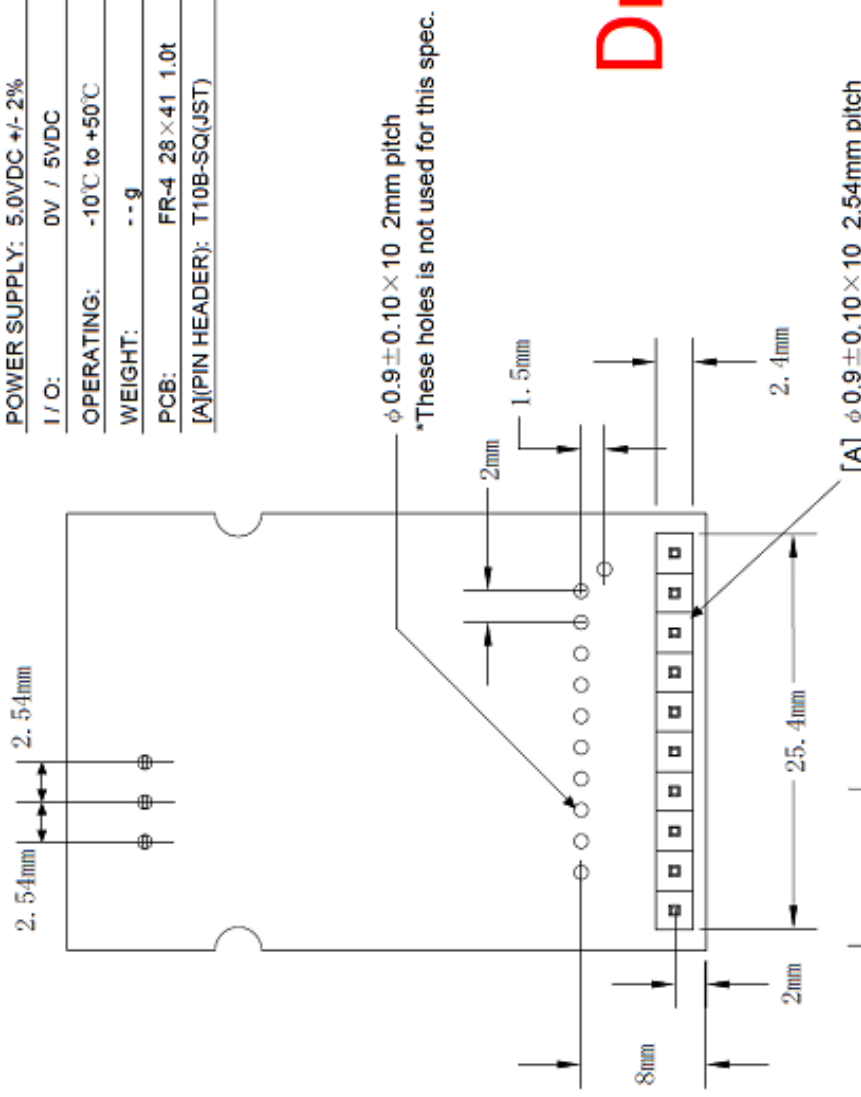 POWER SUPPLY: 5.0VDC +/- 2%
I / O: 0V / 5VDC
OPERATING: -10℃ to +50℃
WEIGHT: - - g
PCB: FR-4 28×41 1.0t
[A](PIN HEADER): T10B-SQ(JST)
ϕ0.9±0.10×10 2mm pitch
*These holes is not used for this spec.
2.54mm
2.54mm
2mm
1.5mm
2.4mm
[A] ϕ0.9±0.10×10 2.54mm pitch
25.4mm
2mm
8mm